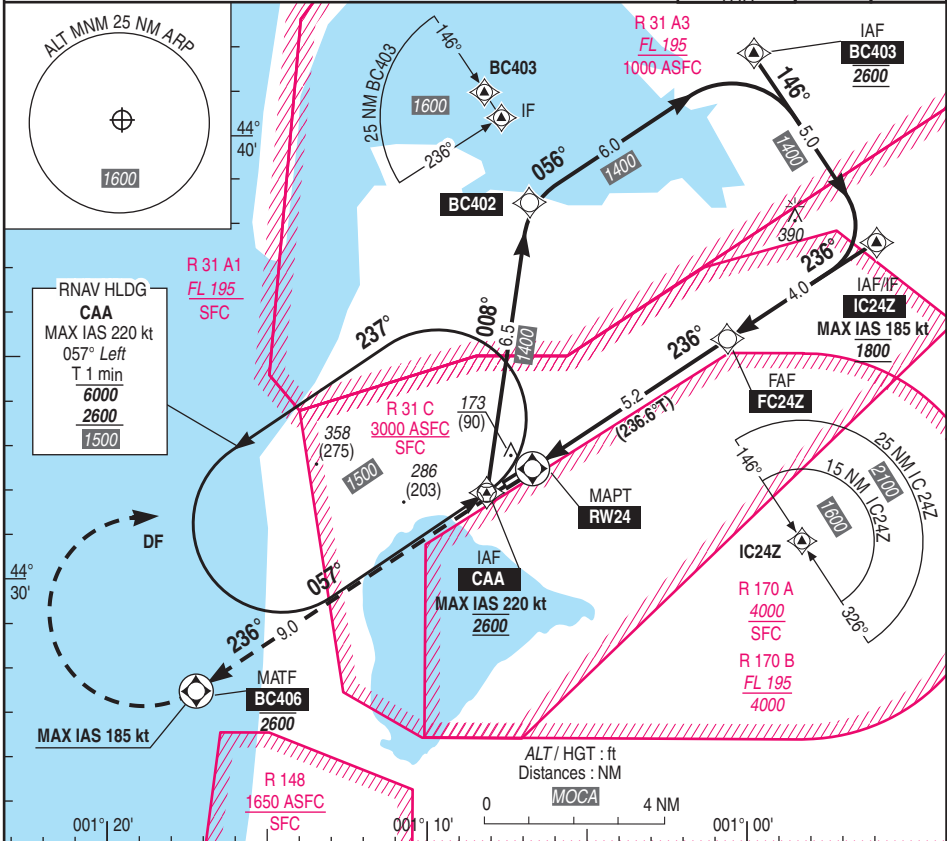 ALT MNM 25 NM ARP
1600
44°
40'
25 NM BC403
146°
BC403
IF
1600
236°
R 31 A3
FL 195
1000 ASFC
IAF
BC403
2600
146°
5.0
1400
056°
6.0
1400
BC402
390
R 31 A1
FL 195
SFC
236°
IAF/IF
IC24Z
MAX IAS 185 kt
1800
4.0
RNAV HLDG
CAA
MAX IAS 220 kt
057° Left
T 1 min
6000
2600
1500
237°
008°
6.5
1400
236°
FAF
FC24Z
5.2
(236.6°T)
R 31 C
3000 ASFC
SFC
173
(90)
358
(275)
1500
286
(203)
MAPT
RW24
25 NM IC 24Z
2100
15 NM IC24Z
1600
146°
IC24Z
326°
DF
44°
30'
057°
IAF
CAA
MAX IAS 220 kt
2600
R 170 A
4000
SFC
R 170 B
FL 195
4000
236°
9.0
MATF
BC406
2600
MAX IAS 185 kt
R 148
1650 ASFC
SFC
ALT / HGT : ft
Distances : NM
MOCA
0 4 NM
001° 20' 001° 10' 001° 00'